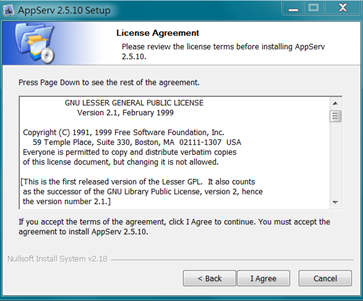 AppServ 2.5.10 Setup
License Agreement
Please review the license terms before installing AppServ
2.5.10.
Press Page Down to see the rest of the agreement.
GNU LESSER GENERAL PUBLIC LICENSE
Version 2.1, February 1999
Copyright (C) 1991, 1999 Free Software Foundation, Inc.
59 Temple Place, Suite 330, Boston, MA 02111-1307 USA
Everyone is permitted to copy and distribute verbatim copies
of this license document, but changing it is not allowed.
[This is the first released version of the Lesser GPL. It also counts
as the successor of the GNU Library Public License, version 2, hence
the version number 2.1.]
If you accept the terms of the agreement, click I Agree to continue. You must accept the
agreement to install AppServ 2.5.10.
Nullsoft Install System v2.18
< Back
I Agree
Cancel